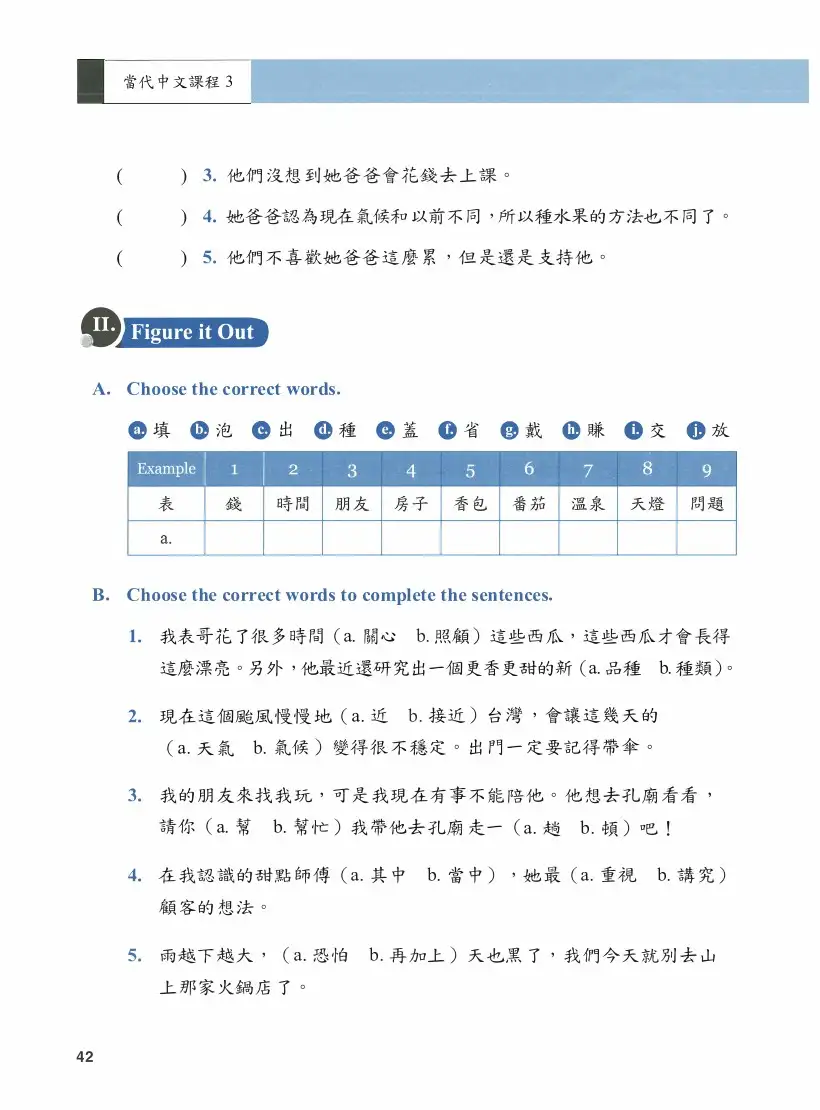 當代中文課程 3
(　　) 3. 他們沒想到她爸爸會花錢去上課。
(　　) 4. 她爸爸認為現在氣候和以前不同，所以種水果的方法也不同了。
(　　) 5. 他們不喜歡她爸爸這麼累，但是還是支持他。
II. Figure it Out
A. Choose the correct words.
a. 填 b. 泡 c. 出 d. 種 e. 蓋 f. 省 g. 戴 h. 賺 i. 交 j. 放
Example 1 2 3 4 5 6 7 8 9
表 錢 時間 朋友 房子 香包 番茄 溫泉 天燈 問題
a.
B. Choose the correct words to complete the sentences.
1. 我表哥花了很多時間（a. 關心 b. 照顧）這些西瓜，這些西瓜才會長得
這麼漂亮。另外，他最近還研究出一個更香更甜的新（a. 品種 b. 種類）。
2. 現在這個颱風慢慢地（a. 近 b. 接近）台灣，會讓這幾天的
（a. 天氣 b. 氣候）變得很不穩定。出門一定要記得帶傘。
3. 我的朋友來找我玩，可是我現在有事不能陪他。他想去孔廟看看，
請你（a. 幫 b. 幫忙）我帶他去孔廟走一（a. 趟 b. 頓）吧！
4. 在我認識的甜點師傅（a. 其中 b. 當中），她最（a. 重視 b. 講究）
顧客的想法。
5. 雨越下越大，（a. 恐怕 b. 再加上）天也黑了，我們今天就別去山
上那家火鍋店了。
42